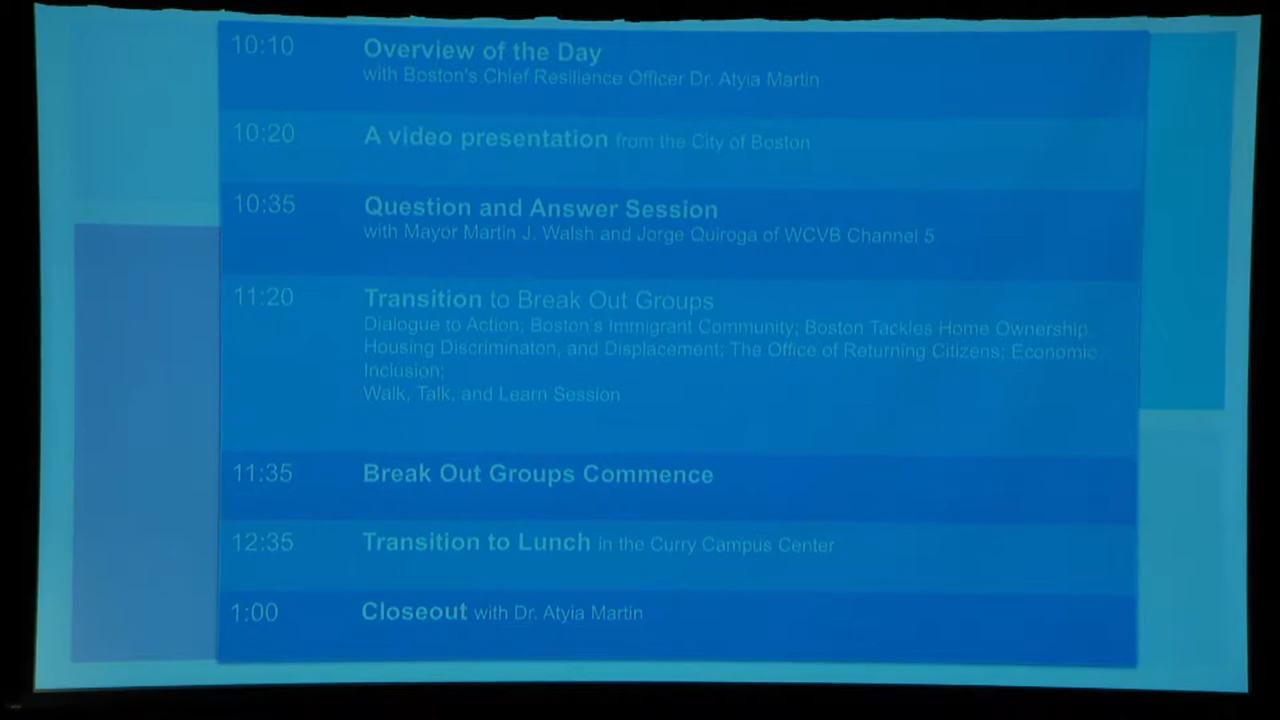 10:10 Overview of the Day
with Boston's Chief Resilience Officer Dr. Atyia Martin
10:20 A video presentation from the City of Boston
10:35 Question and Answer Session
with Mayor Martin J. Walsh and Jorge Quiroga of WCVB Channel 5
11:20 Transition to Break Out Groups
Dialogue to Action; Boston's Immigrant Community; Boston Tackles Home Ownership,
Housing Discriminaton, and Displacement; The Office of Returning Citizens; Economic
Inclusion;
Walk, Talk, and Learn Session
11:35 Break Out Groups Commence
12:35 Transition to Lunch in the Curry Campus Center
1:00 Closeout with Dr. Atyia Martin